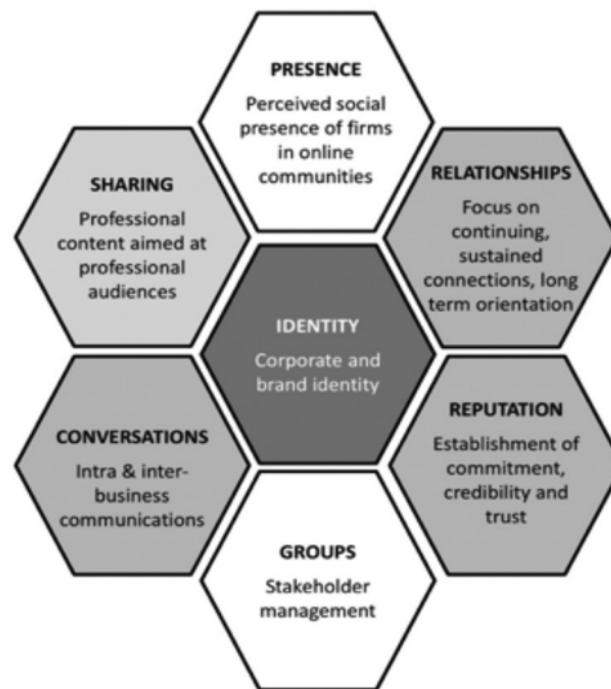 PRESENCE
Perceived social
presence of firms
in online
communities
SHARING
Professional
content aimed at
professional
audiences
RELATIONSHIPS
Focus on
continuing,
sustained
connections, long
term orientation
IDENTITY
Corporate and
brand identity
CONVERSATIONS
Intra & inter-
business
communications
REPUTATION
Establishment of
commitment,
credibility and
trust
GROUPS
Stakeholder
management